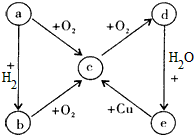 a +O₂ d
+
H₂ +O₂ H₂O
c +
b +O₂ +Cu e